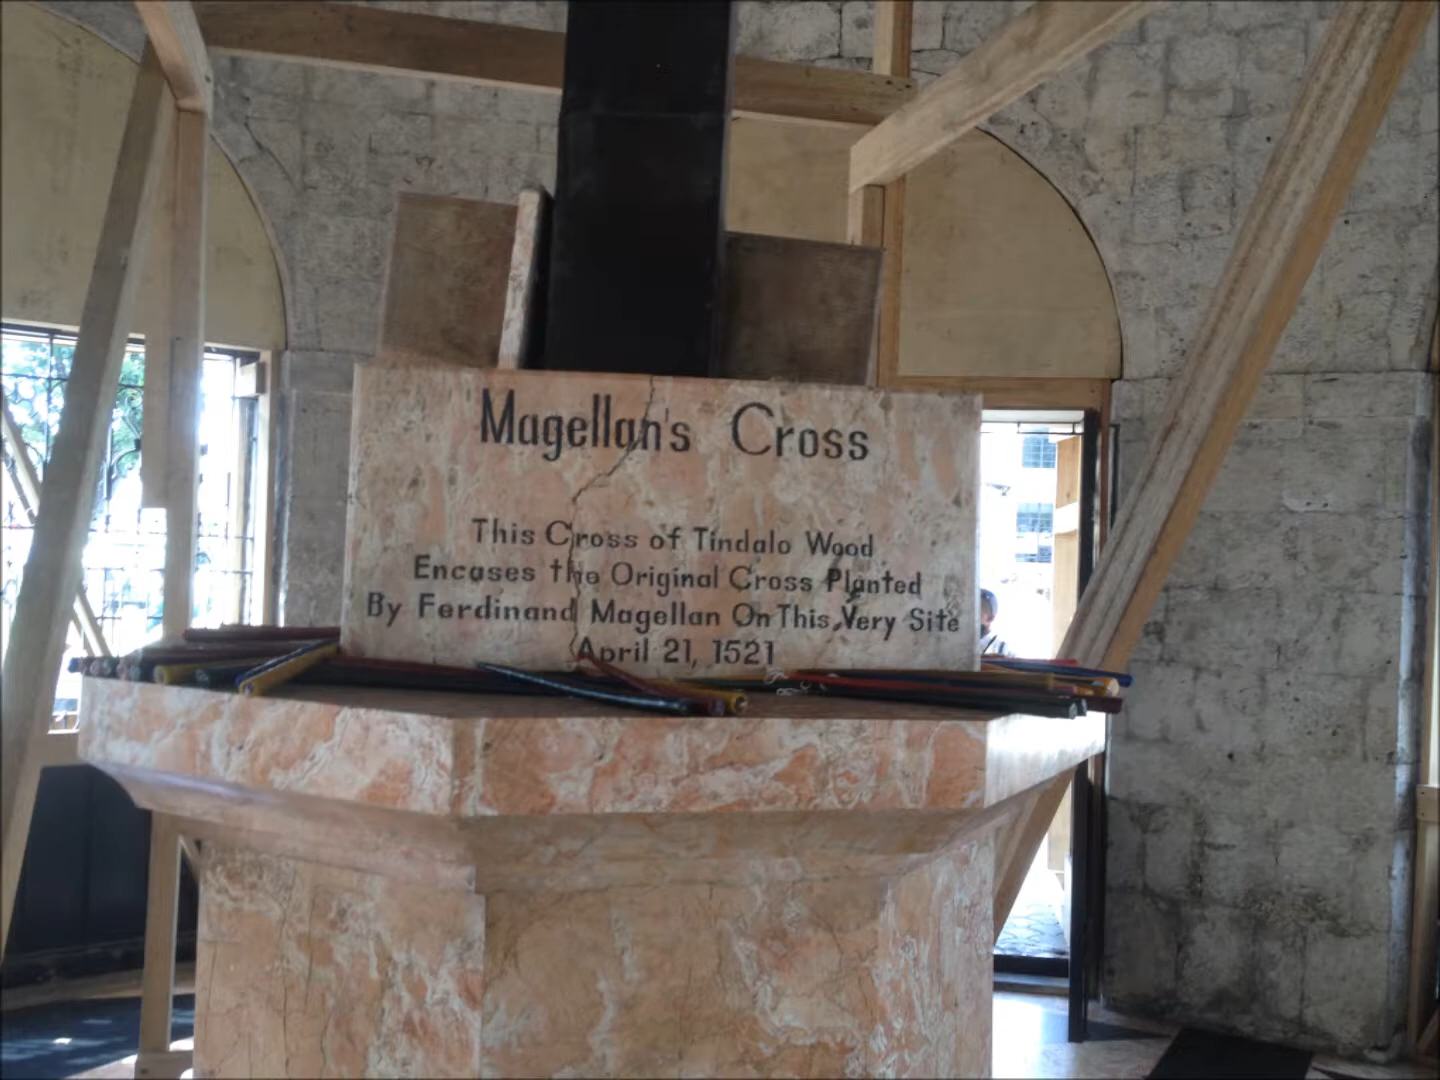 Magellan's Cross
This Cross of Tindalo Wood
Encases the Original Cross Planted
By Ferdinand Magellan On This Very Site
April 21, 1521